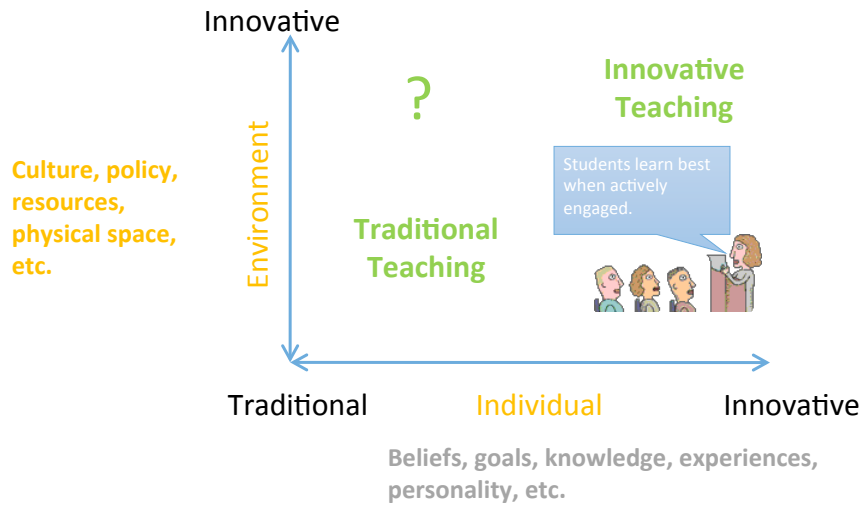 Innovative
?
Innovative
Teaching
Culture, policy,
resources,
physical space,
etc.
Environment
Students learn best
when actively
engaged.
Traditional
Teaching
Traditional
Individual
Innovative
Beliefs, goals, knowledge, experiences,
personality, etc.